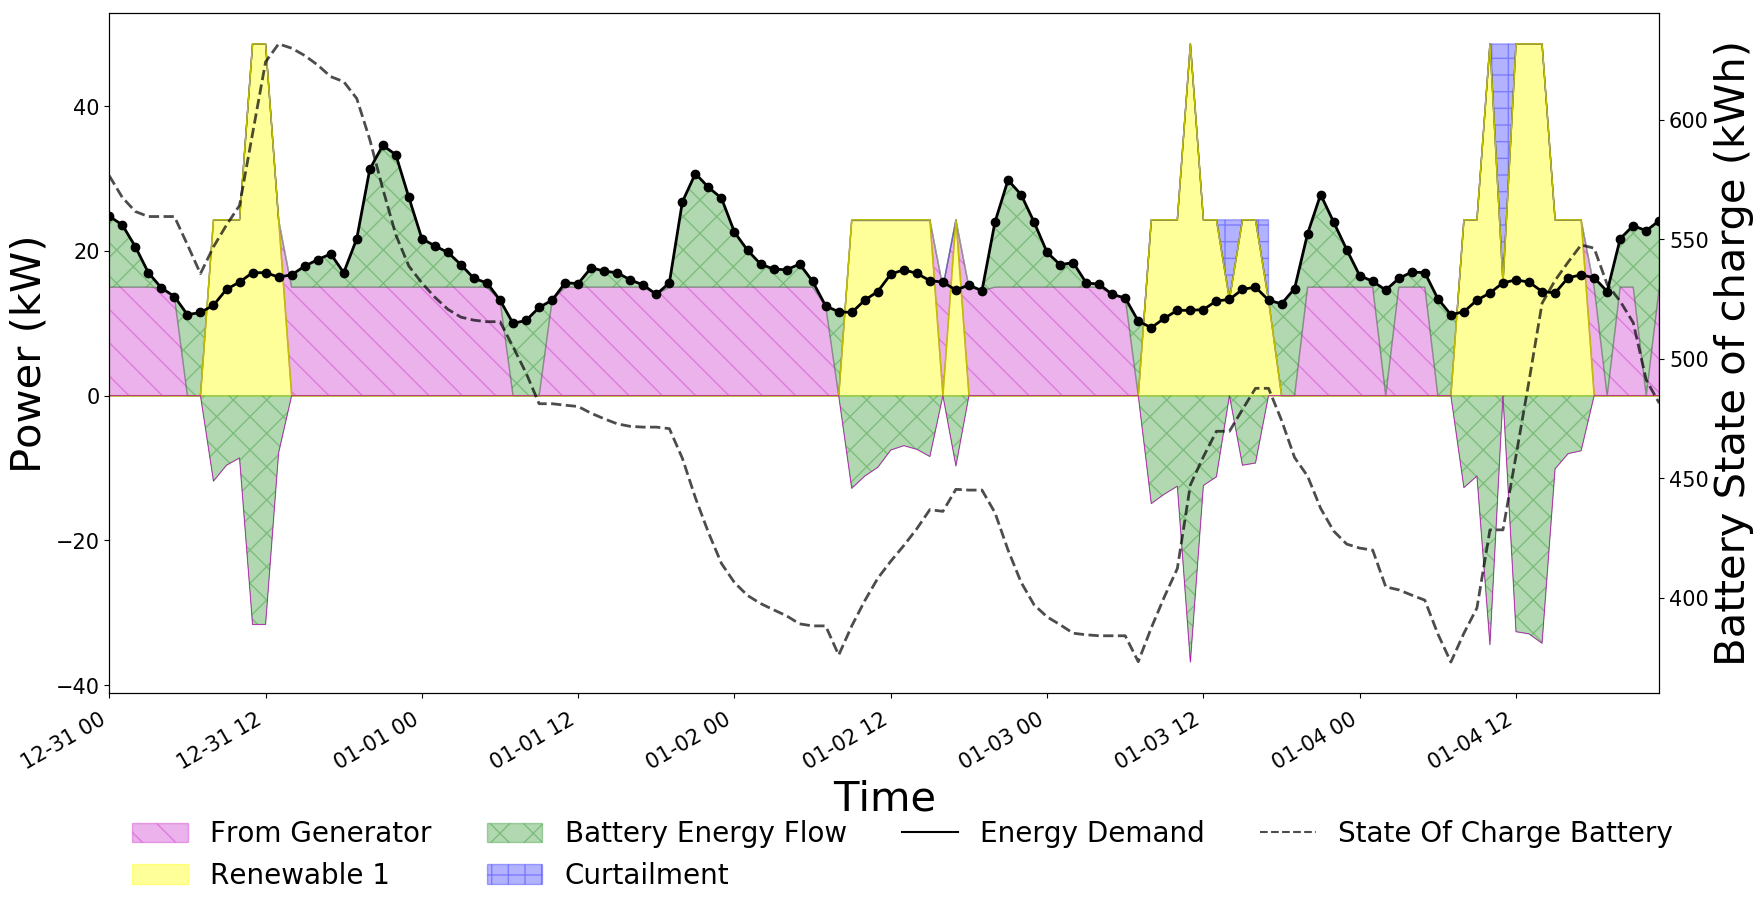 Power (kW)
40
20
0
−20
−40
Battery State of charge (kWh)
600
550
500
450
400
12-31 00
12-31 12
01-01 00
01-01 12
01-02 00
01-02 12
01-03 00
01-03 12
01-04 00
01-04 12
Time
From Generator
Battery Energy Flow
Energy Demand
State Of Charge Battery
Renewable 1
Curtailment